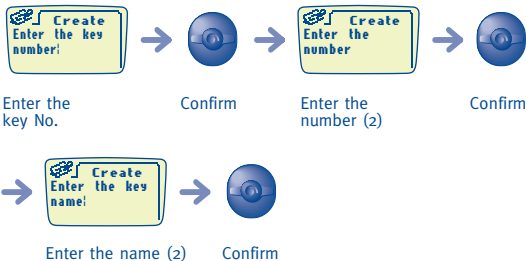 Create
Enter the key
number
Create
Enter the
number
Enter the
key No.
Confirm
Enter the
number (2)
Confirm
Create
Enter the key
name
Enter the name (2)
Confirm